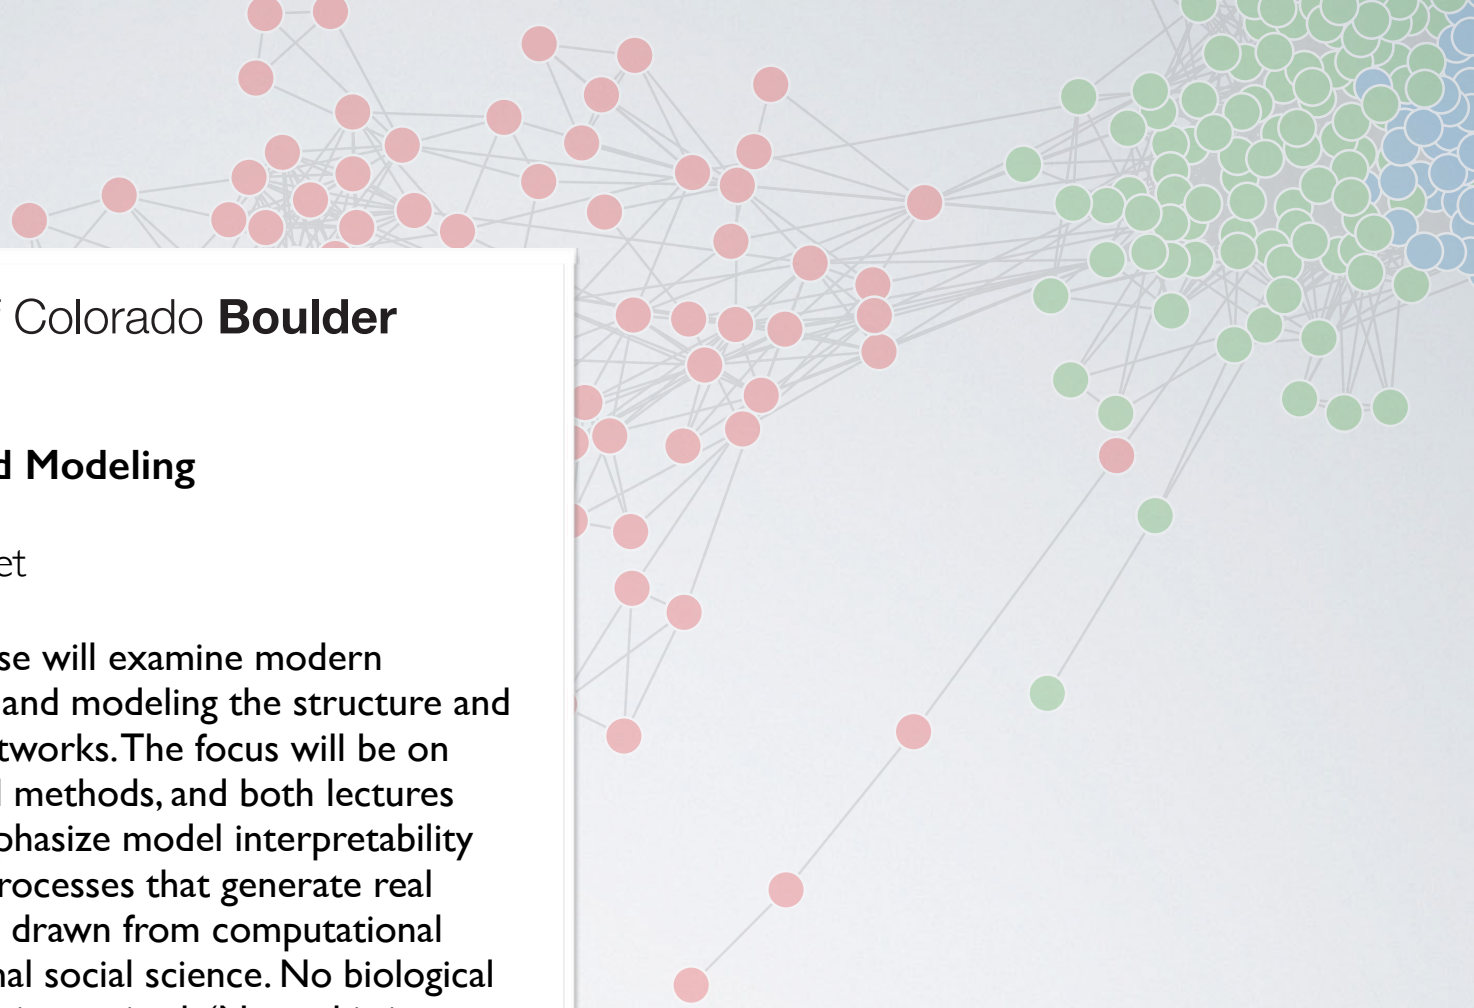 Colorado Boulder
Modeling
et
se will examine modern
and modeling the structure and
tworks. The focus will be on
methods, and both lectures
phasize model interpretability
rocesses that generate real
drawn from computational
nal social science. No biological